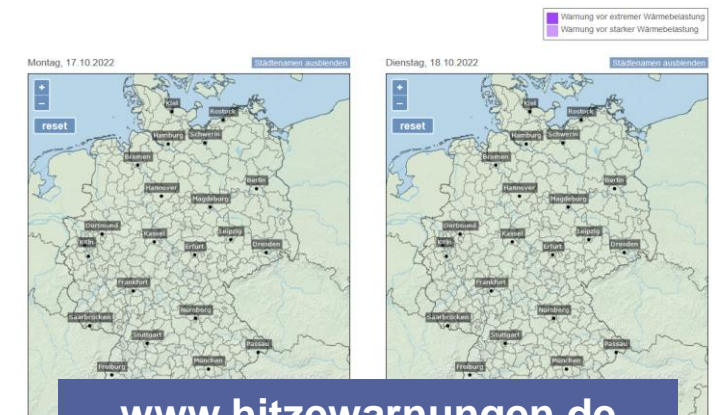 Warnung vor extremer Wärmebelastung
Warnung vor starker Wärmebelastung
Montag, 17.10.2022
Städtenamen ausblenden
+
–
reset
Kiel
Rostock
Hamburg
Schwerin
Bremen
Berlin
Hannover
Magdeburg
Dortmund
Kassel
Leipzig
Köln
Erfurt
Dresden
Frankfurt
Saarbrücken
Nürnberg
Stuttgart
Passau
Freiburg
München
Dienstag, 18.10.2022
Städtenamen ausblenden
+
–
reset
Kiel
Rostock
Hamburg
Schwerin
Bremen
Berlin
Hannover
Magdeburg
Dortmund
Kassel
Leipzig
Köln
Erfurt
Dresden
Frankfurt
Saarbrücken
Nürnberg
Stuttgart
Passau
Freiburg
München
www.hitzewarnungen.de